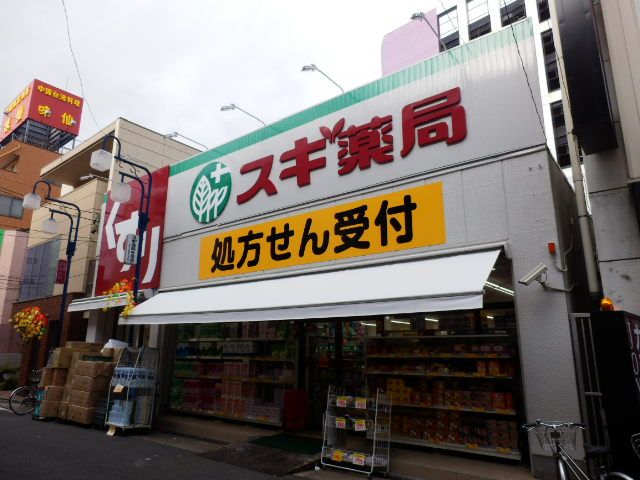 中国台湾料理
味仙
スギ薬局
くすり
処方せん受付